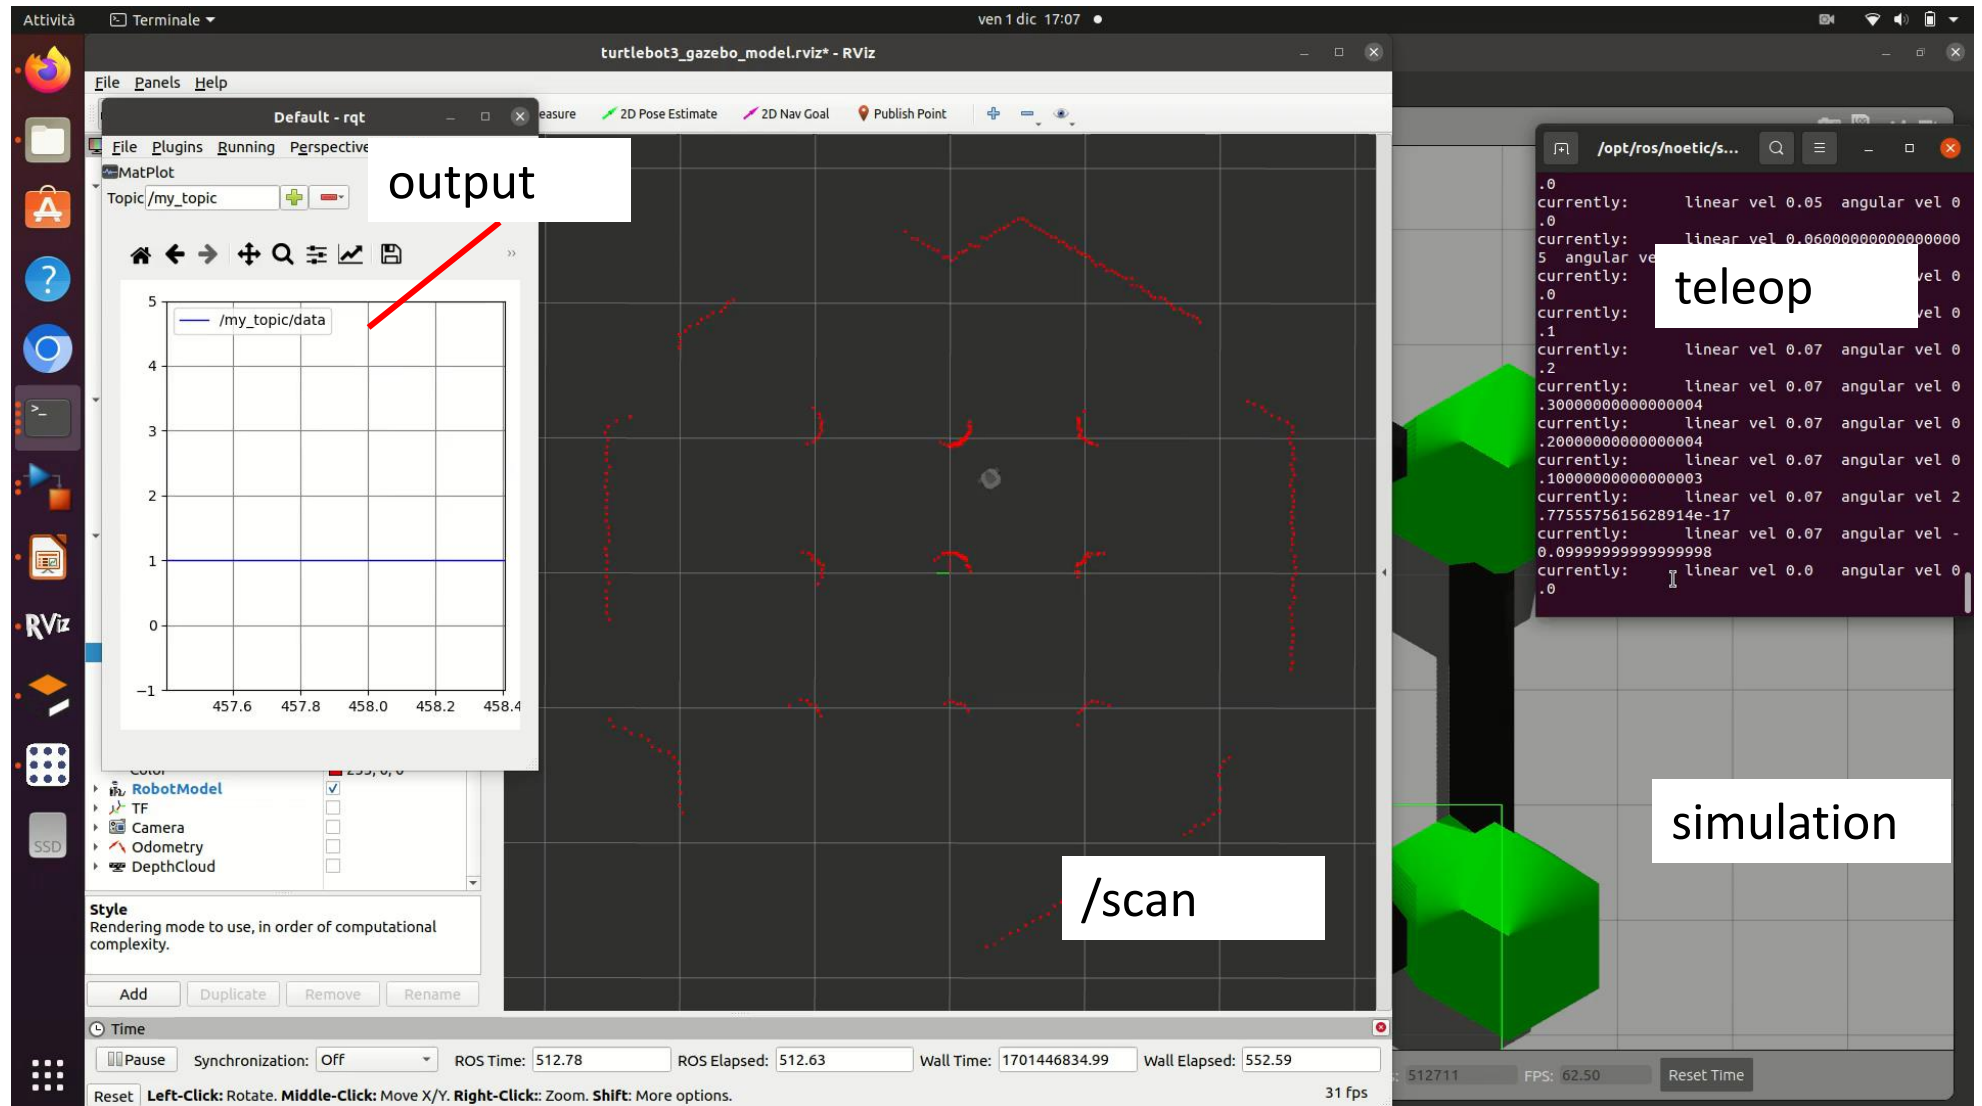 Attività
Terminale
ven 1 dic 17:07
turtlebot3_gazebo_model.rviz* - RViz
File Panels Help
easure
2D Pose Estimate
2D Nav Goal
Publish Point
Default - rqt
File Plugins Running Perspective
MatPlot
Topic /my_topic
output
/my_topic/data
5
4
3
2
1
0
−1
457.6 457.8 458.0 458.2 458.4
RobotModel
TF
Camera
Odometry
DepthCloud
Style
Rendering mode to use, in order of computational
complexity.
Add Duplicate Remove Rename
/scan
/opt/ros/noetic/s...
.0
currently: linear vel 0.05 angular vel 0
.0
currently: linear vel 0.06000000000000000
5 angular ve
currently: vel 0
.0
currently: vel 0
.1
currently: linear vel 0.07 angular vel 0
.2
currently: linear vel 0.07 angular vel 0
.30000000000000004
currently: linear vel 0.07 angular vel 0
.20000000000000004
currently: linear vel 0.07 angular vel 0
.10000000000000003
currently: linear vel 0.07 angular vel 2
.7755575615628914e-17
currently: linear vel 0.07 angular vel -
0.09999999999999998
currently: linear vel 0.0 angular vel 0
.0
teleop
simulation
RViz
SSD
Time
Pause Synchronization: Off ROS Time: 512.78 ROS Elapsed: 512.63 Wall Time: 1701446834.99 Wall Elapsed: 552.59
Reset Left-Click: Rotate. Middle-Click: Move X/Y. Right-Click:: Zoom. Shift: More options.
31 fps
512711 FPS: 62.50 Reset Time